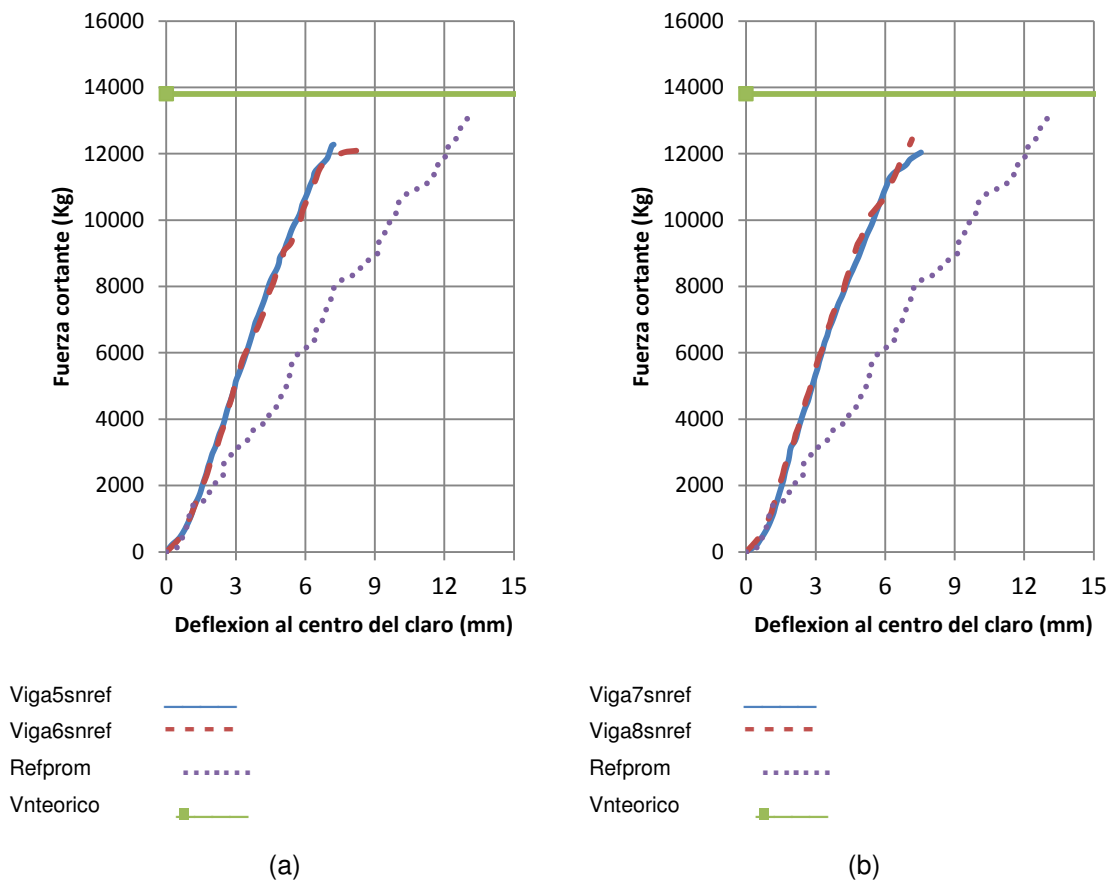 16000
14000
12000
10000
8000
6000
4000
2000
0
Fuerza cortante (Kg)
0 3 6 9 12 15
Deflexion al centro del claro (mm)
Viga5snref
Viga6snref
Refprom
Vnteorico
(a)
16000
14000
12000
10000
8000
6000
4000
2000
0
Fuerza cortante (Kg)
0 3 6 9 12 15
Deflexion al centro del claro (mm)
Viga7snref
Viga8snref
Refprom
Vnteorico
(b)